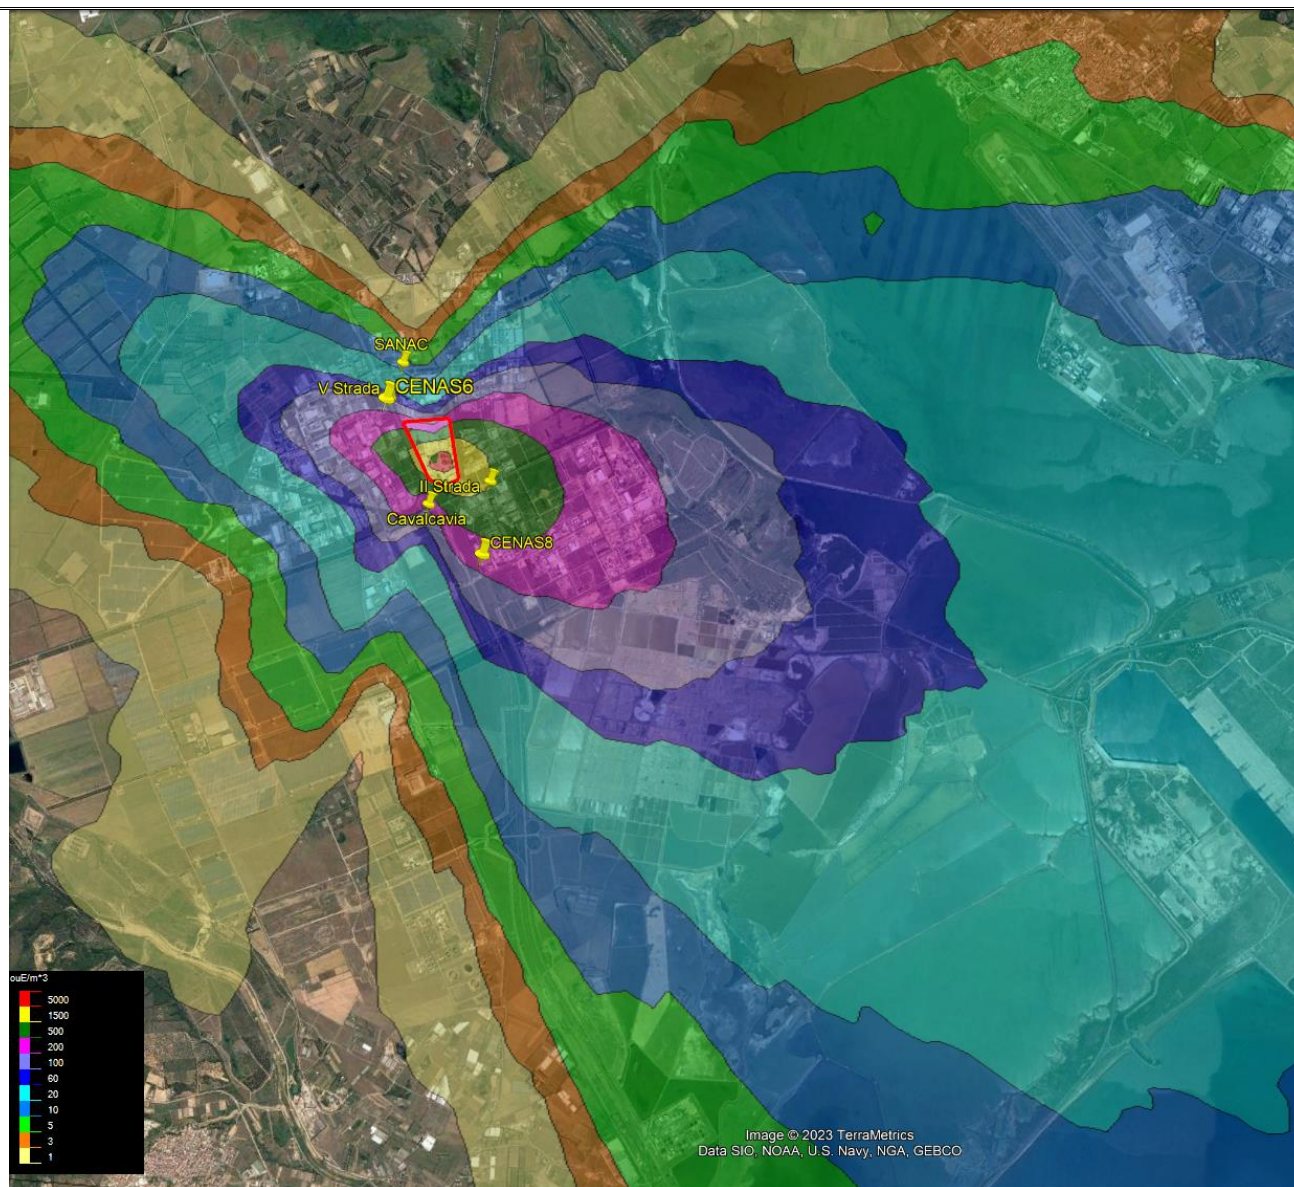 SANAC
V Strada
CENAS6
II Strada
Cavalcavia
CENAS8
ouE/m*3
5000
1500
500
200
100
60
20
10
5
3
1
Image © 2023 TerraMetrics
Data SIO, NOAA, U.S. Navy, NGA, GEBCO